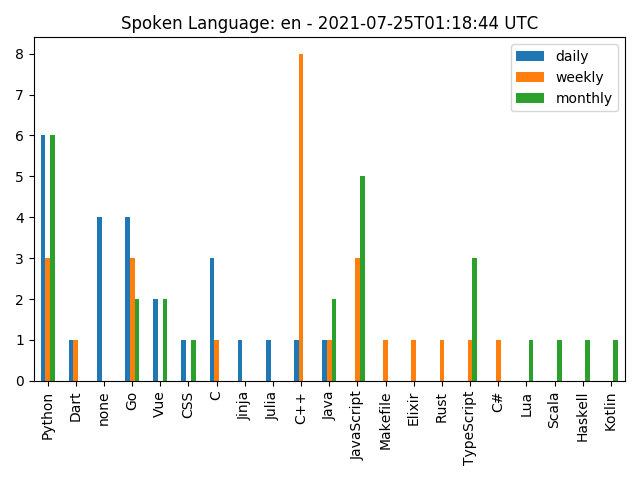 Spoken Language: en - 2021-07-25T01:18:44 UTC
daily
weekly
monthly
8
7
6
5
4
3
2
1
0
Python
Dart
none
Go
Vue
CSS
C
Jinja
Julia
C++
Java
JavaScript
Makefile
Elixir
Rust
TypeScript
C#
Lua
Scala
Haskell
Kotlin